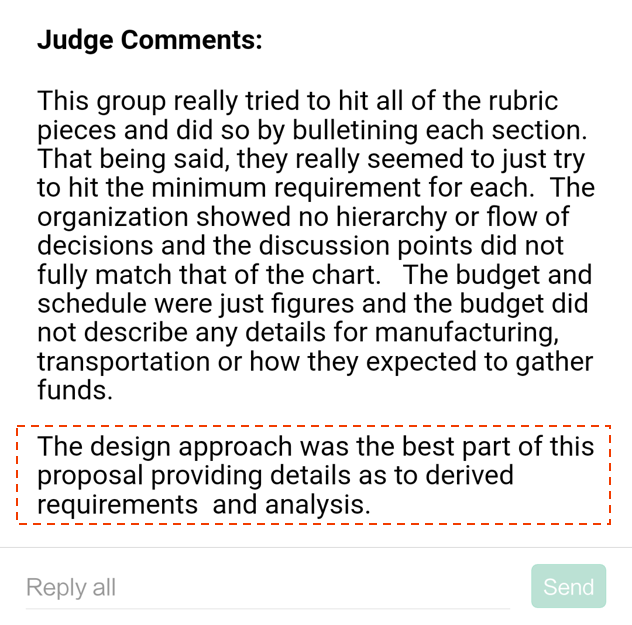 Judge Comments:
This group really tried to hit all of the rubric
pieces and did so by bulletining each section.
That being said, they really seemed to just try
to hit the minimum requirement for each.  The
organization showed no hierarchy or flow of
decisions and the discussion points did not
fully match that of the chart.   The budget and
schedule were just figures and the budget did
not describe any details for manufacturing,
transportation or how they expected to gather
funds.
The design approach was the best part of this
proposal providing details as to derived
requirements  and analysis.
Reply all
Send